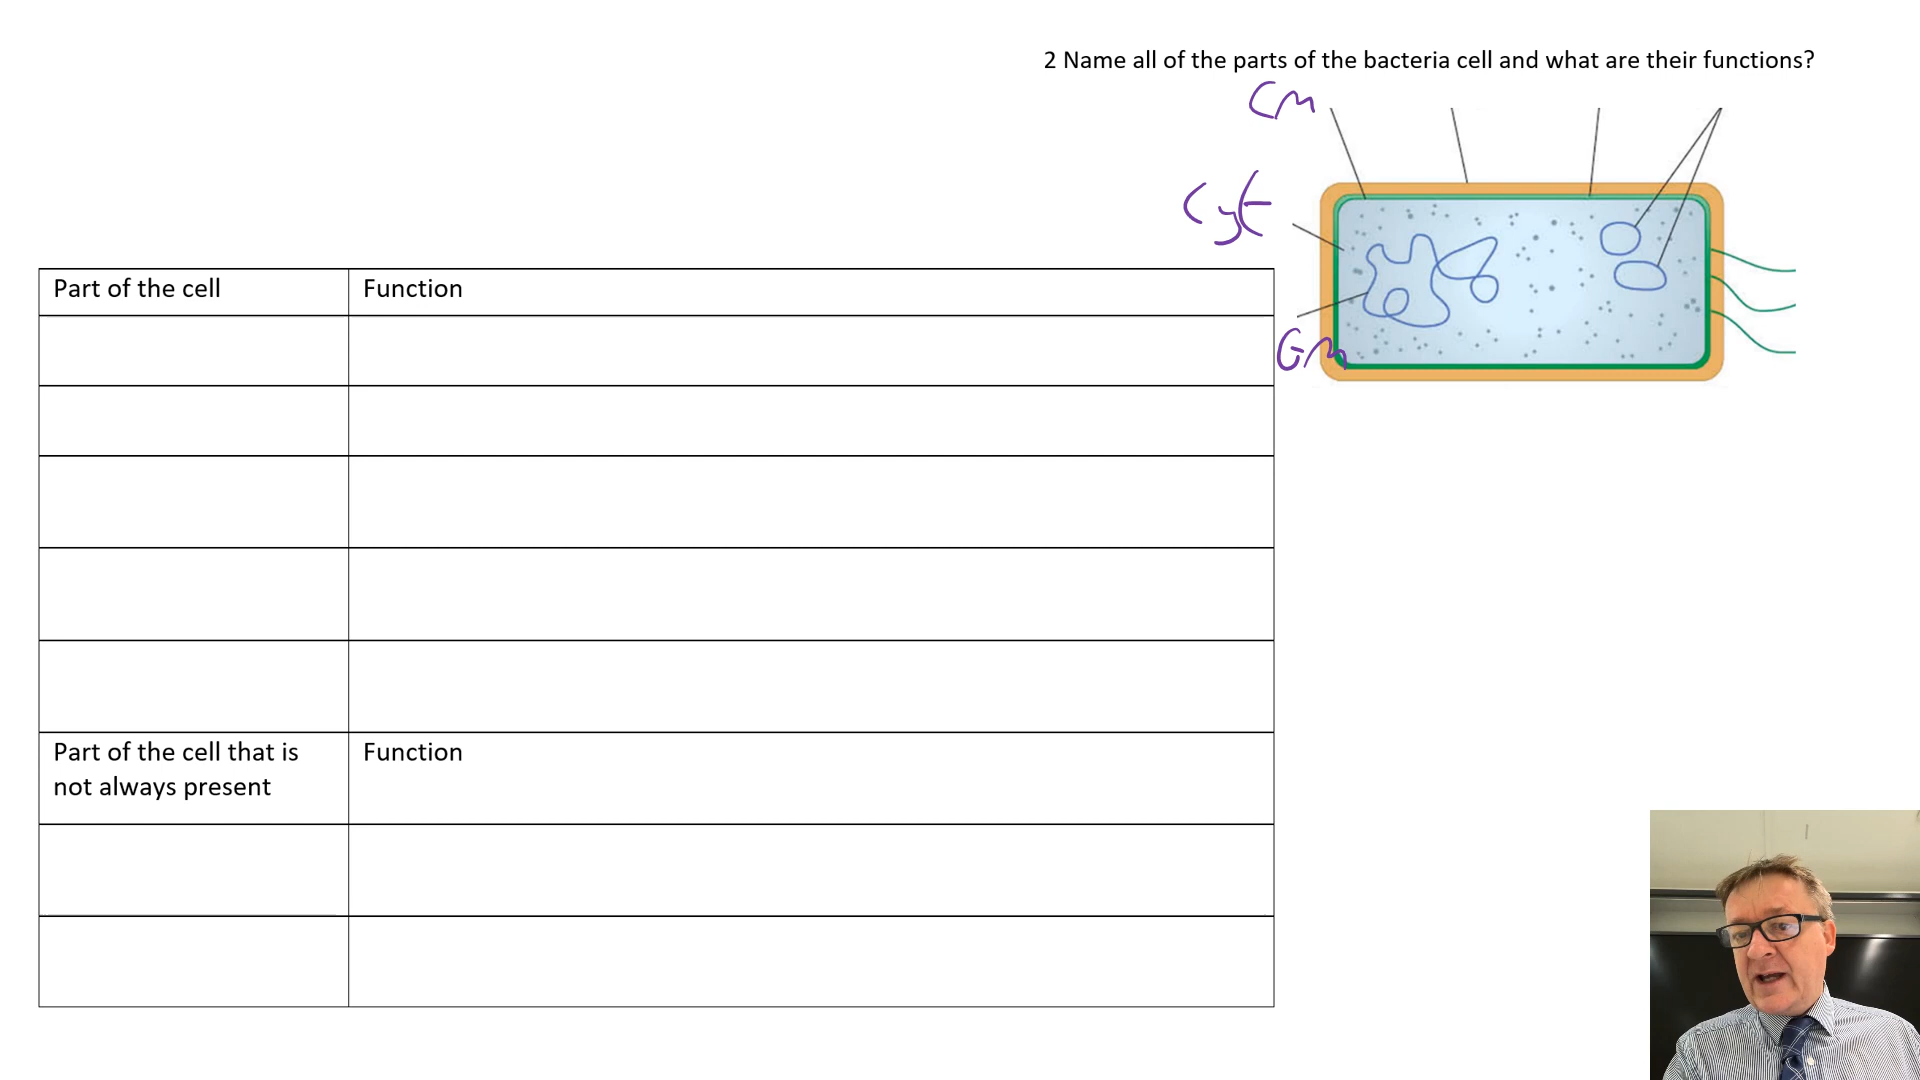 2 Name all of the parts of the bacteria cell and what are their functions?
Cm
Cyt
Gm
Part of the cell Function
Part of the cell that is Function
not always present